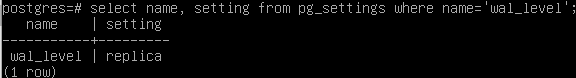 postgres=# select name, setting from pg_settings where name='wal_level';
   name    | setting
-----------+---------
 wal_level | replica
(1 row)